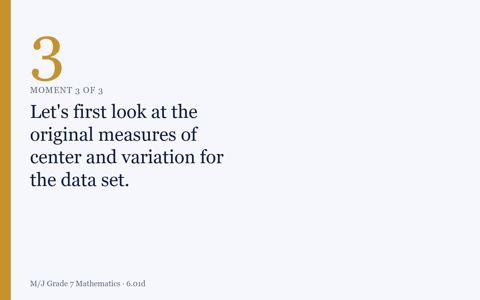 3
MOMENT 3 OF 3
Let's first look at the
original measures of
center and variation for
the data set.
M/J Grade 7 Mathematics · 6.01d